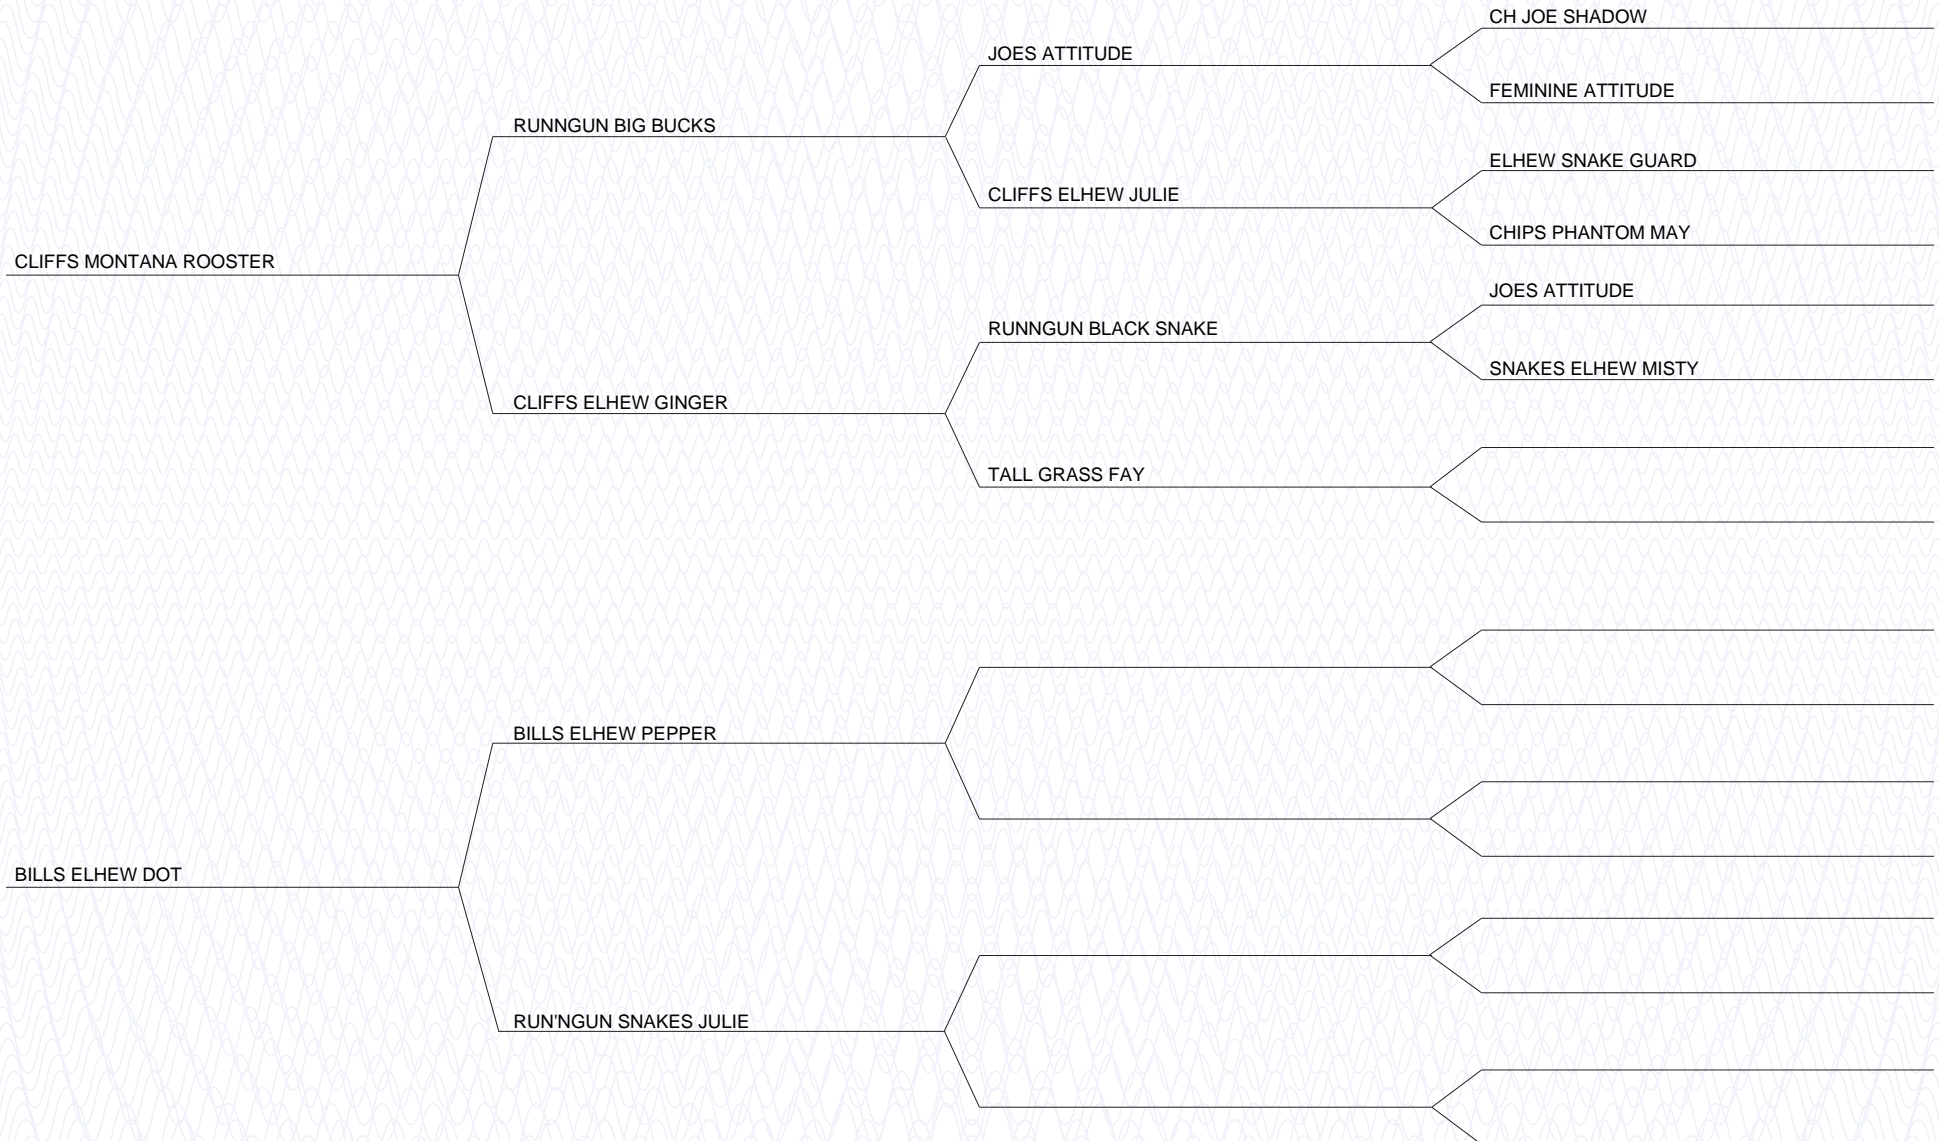 CH JOE SHADOW
JOES ATTITUDE
FEMININE ATTITUDE
RUNNGUN BIG BUCKS
ELHEW SNAKE GUARD
CLIFFS ELHEW JULIE
CHIPS PHANTOM MAY
CLIFFS MONTANA ROOSTER
JOES ATTITUDE
RUNNGUN BLACK SNAKE
SNAKES ELHEW MISTY
CLIFFS ELHEW GINGER
TALL GRASS FAY
BILLS ELHEW PEPPER
BILLS ELHEW DOT
RUN'NGUN SNAKES JULIE